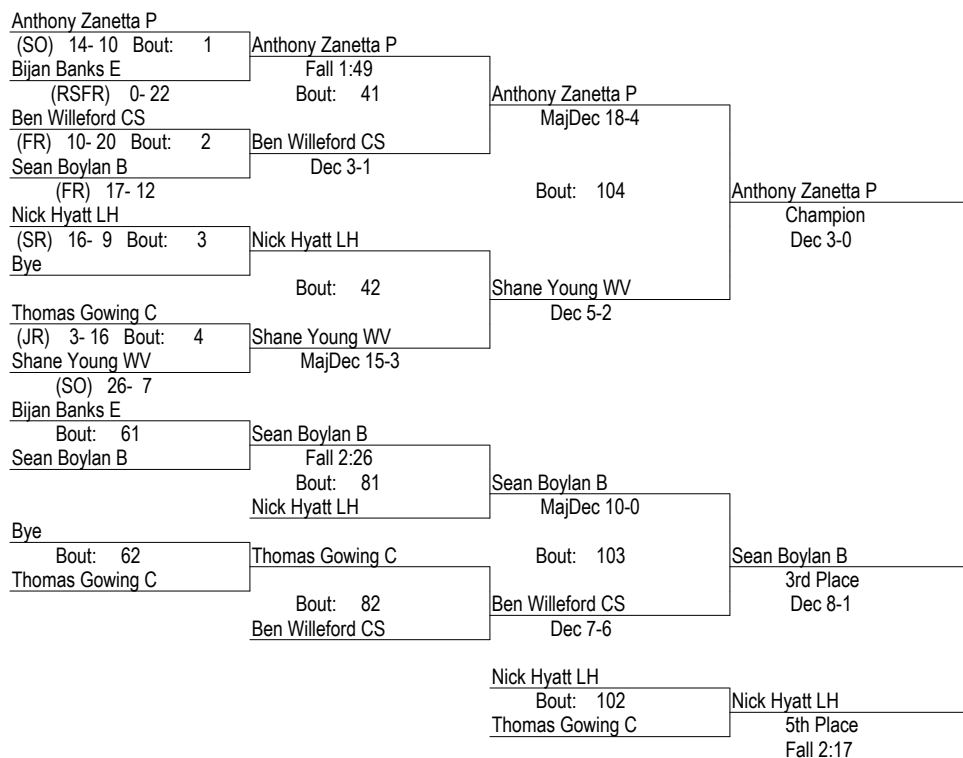 Anthony Zanetta P
(SO) 14- 10 Bout: 1
Bijan Banks E
(RSFR) 0- 22
Ben Willeford CS
(FR) 10- 20 Bout: 2
Sean Boylan B
(FR) 17- 12
Nick Hyatt LH
(SR) 16- 9 Bout: 3
Bye
Thomas Gowing C
(JR) 3- 16 Bout: 4
Shane Young WV
(SO) 26- 7
Anthony Zanetta P
Fall 1:49
Bout: 41
Ben Willeford CS
Dec 3-1
Nick Hyatt LH
Bout: 42
Shane Young WV
MajDec 15-3
Anthony Zanetta P
MajDec 18-4
Bout: 104
Shane Young WV
Dec 5-2
Anthony Zanetta P
Champion
Dec 3-0
Bijan Banks E
Bout: 61
Sean Boylan B
Bye
Bout: 62
Thomas Gowing C
Sean Boylan B
Fall 2:26
Bout: 81
Nick Hyatt LH
Thomas Gowing C
Bout: 82
Ben Willeford CS
Sean Boylan B
MajDec 10-0
Bout: 103
Ben Willeford CS
Dec 7-6
Sean Boylan B
3rd Place
Dec 8-1
Nick Hyatt LH
Bout: 102
Thomas Gowing C
Nick Hyatt LH
5th Place
Fall 2:17